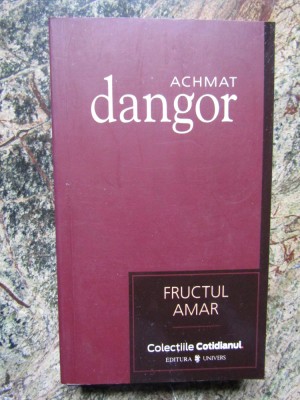 ACHMAT
dangor
FRUCTUL
AMAR
Colecțiile Cotidianul
EDITURA UNIVERS